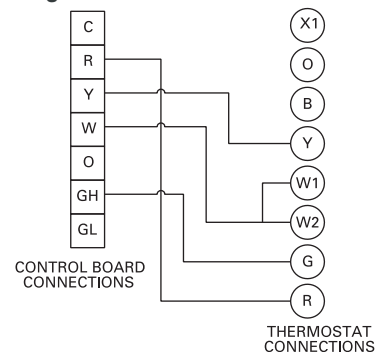 C
R
Y
W
O
GH
GL
CONTROL BOARD
CONNECTIONS
X1
O
B
Y
W1
W2
G
R
THERMOSTAT
CONNECTIONS